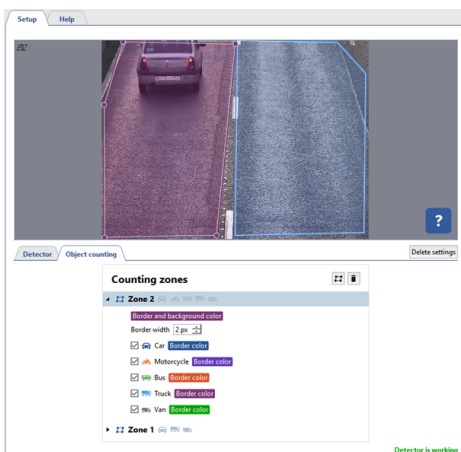 Setup Help
?
Detector Object counting Delete settings
Counting zones
Zone 2
Border and background color
Border width 2 px
Car Border color
Motorcycle Border color
Bus Border color
Truck Border color
Van Border color
Zone 1
Detector is working